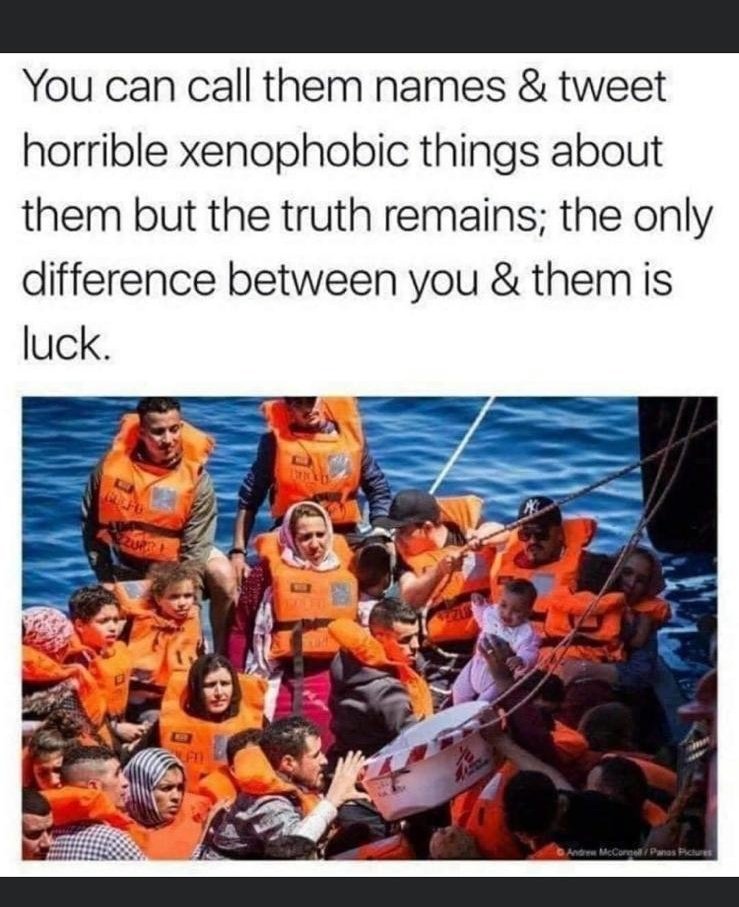 You can call them names & tweet
horrible xenophobic things about
them but the truth remains; the only
difference between you & them is
luck.
© Andrew McConnell / Panos Pictures